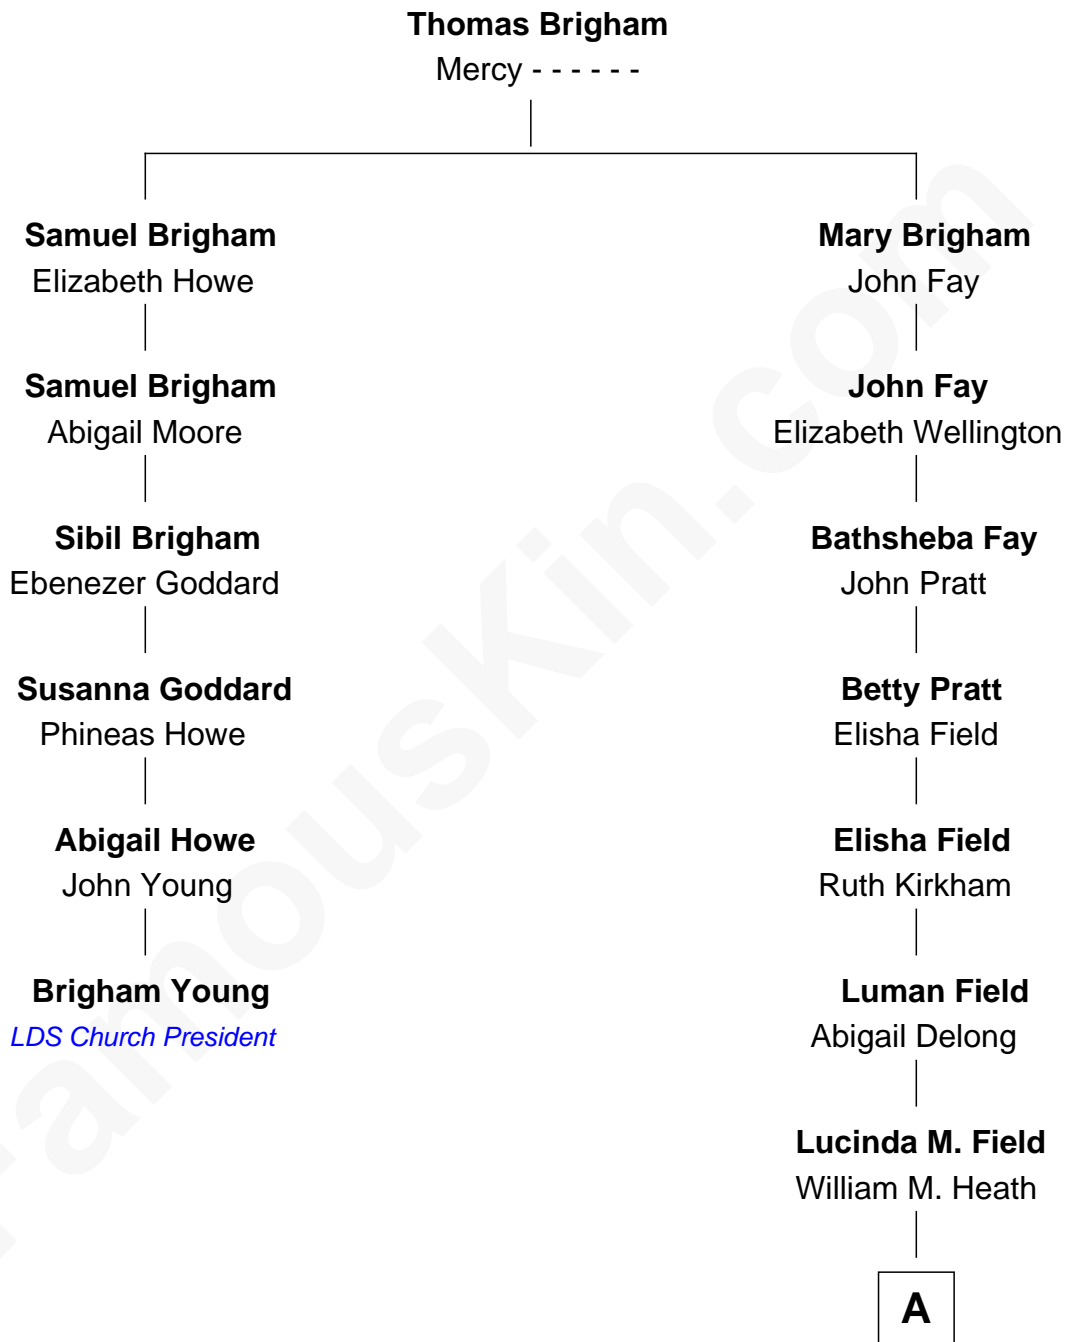 Thomas Brigham
Mercy - - - - - -
Samuel Brigham
Elizabeth Howe
Samuel Brigham
Abigail Moore
Sibil Brigham
Ebenezer Goddard
Susanna Goddard
Phineas Howe
Abigail Howe
John Young
Brigham Young
LDS Church President
Mary Brigham
John Fay
John Fay
Elizabeth Wellington
Bathsheba Fay
John Pratt
Betty Pratt
Elisha Field
Elisha Field
Ruth Kirkham
Luman Field
Abigail Delong
Lucinda M. Field
William M. Heath
A
FamousKin.com